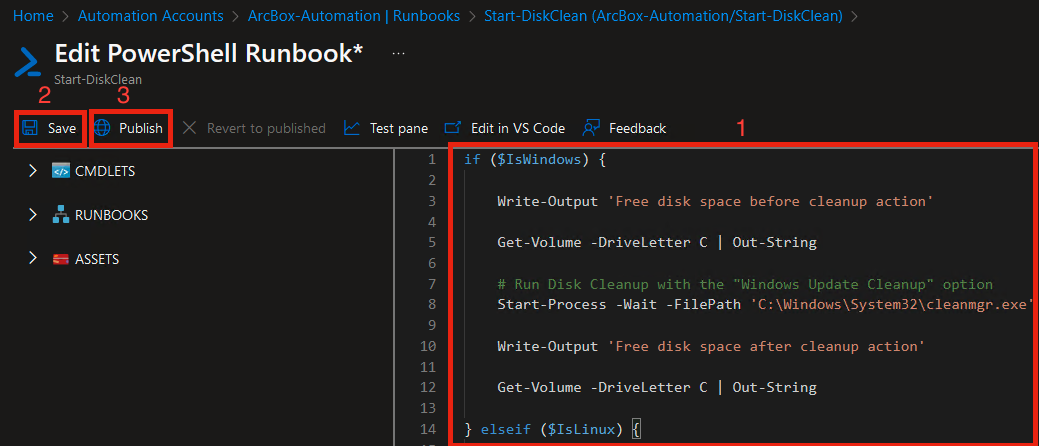 Home > Automation Accounts > ArcBox-Automation | Runbooks > Start-DiskClean (ArcBox-Automation/Start-DiskClean) >
Edit PowerShell Runbook* ...
Start-DiskClean
2 3
Save Publish Revert to published Test pane Edit in VS Code Feedback
1
> CMDLETS
> RUNBOOKS
> ASSETS
1 if ($IsWindows) {
2
3 Write-Output 'Free disk space before cleanup action'
4
5 Get-Volume -DriveLetter C | Out-String
6
7 # Run Disk Cleanup with the "Windows Update Cleanup" option
8 Start-Process -Wait -FilePath 'C:\Windows\System32\cleanmgr.exe'
9
10 Write-Output 'Free disk space after cleanup action'
11
12 Get-Volume -DriveLetter C | Out-String
13
14 } elseif ($IsLinux) {